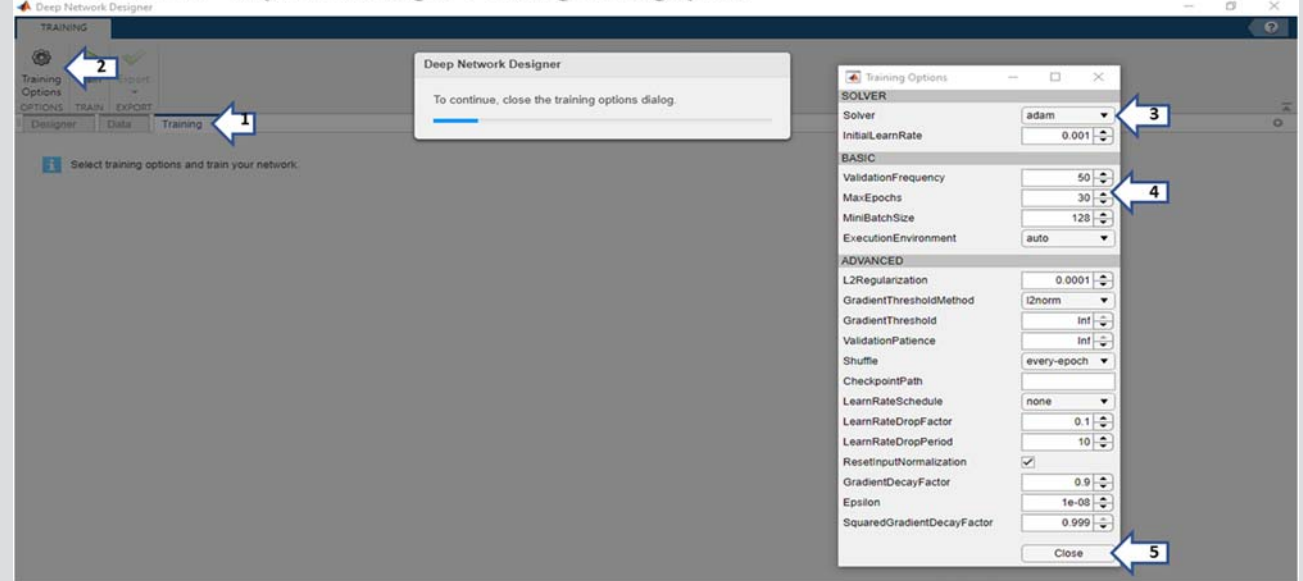 Deep Network Designer
TRAINING
?
2
Training
Options
Export
OPTIONS TRAIN EXPORT
Designer Data Training 1
Select training options and train your network.
Deep Network Designer
To continue, close the training options dialog.
Training Options
SOLVER
Solver adam 3
InitialLearnRate 0.001
BASIC
ValidationFrequency 50
MaxEpochs 30 4
MiniBatchSize 128
ExecutionEnvironment auto
ADVANCED
L2Regularization 0.0001
GradientThresholdMethod l2norm
GradientThreshold Inf
ValidationPatience Inf
Shuffle every-epoch
CheckpointPath
LearnRateSchedule none
LearnRateDropFactor 0.1
LearnRateDropPeriod 10
ResetInputNormalization
GradientDecayFactor 0.9
Epsilon 1e-08
SquaredGradientDecayFactor 0.999
Close 5